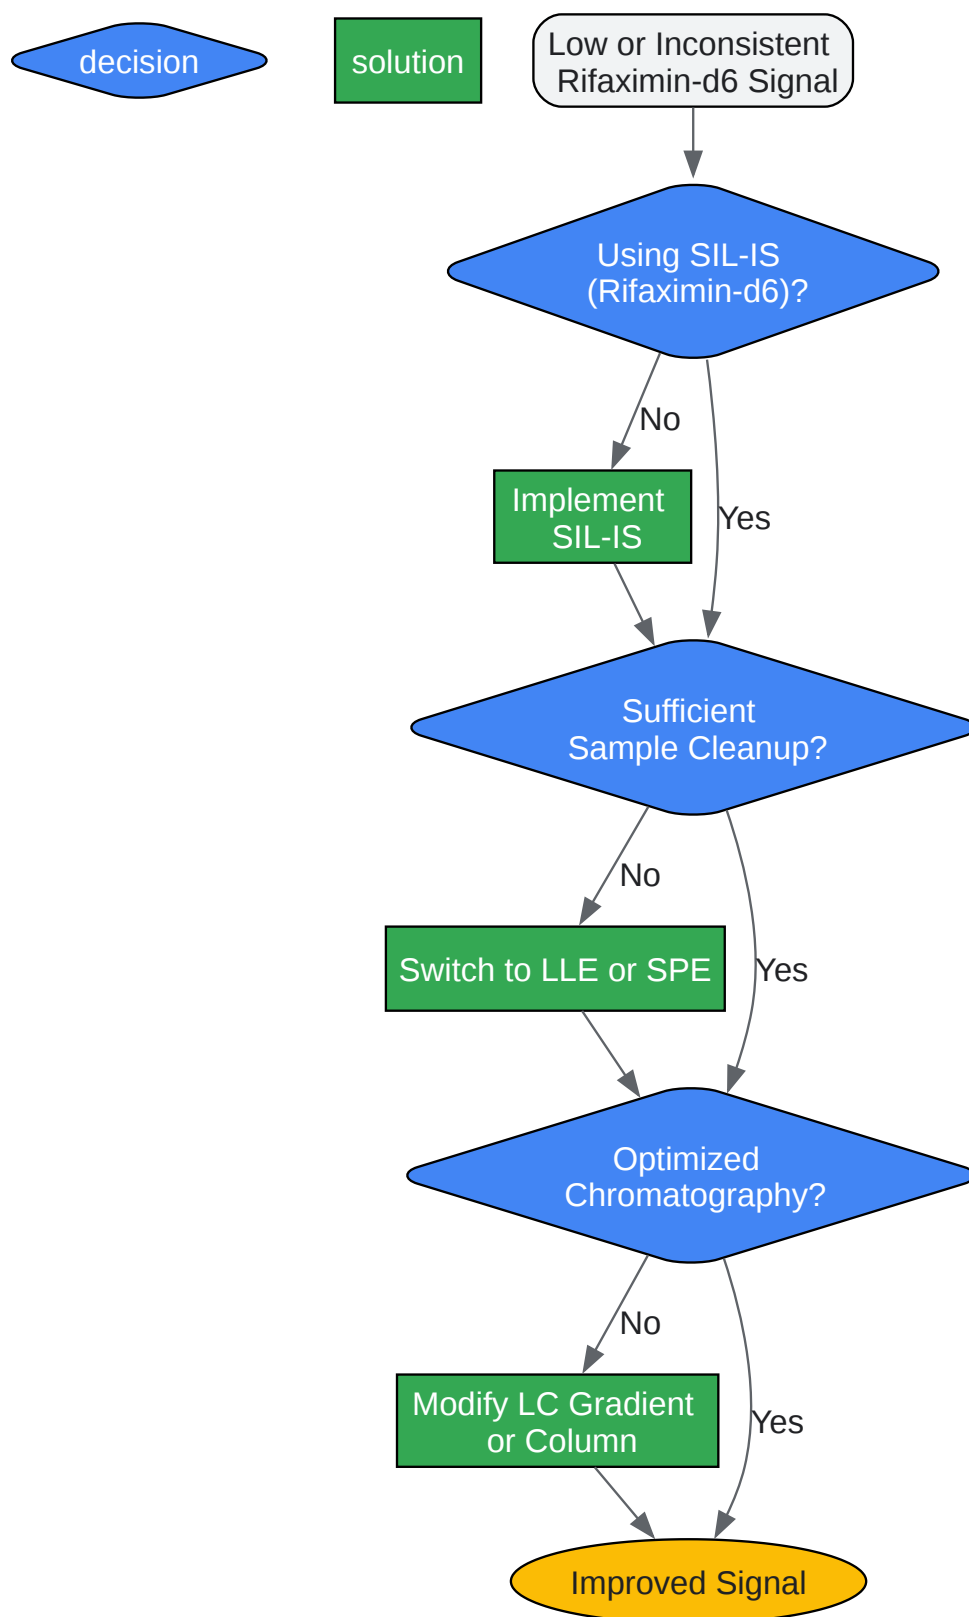 decision
solution
Low or Inconsistent
Rifaximin-d6 Signal
Using SIL-IS
(Rifaximin-d6)?
No
Implement
SIL-IS
Yes
Sufficient
Sample Cleanup?
No
Switch to LLE or SPE
Yes
Optimized
Chromatography?
No
Modify LC Gradient
or Column
Yes
Improved Signal